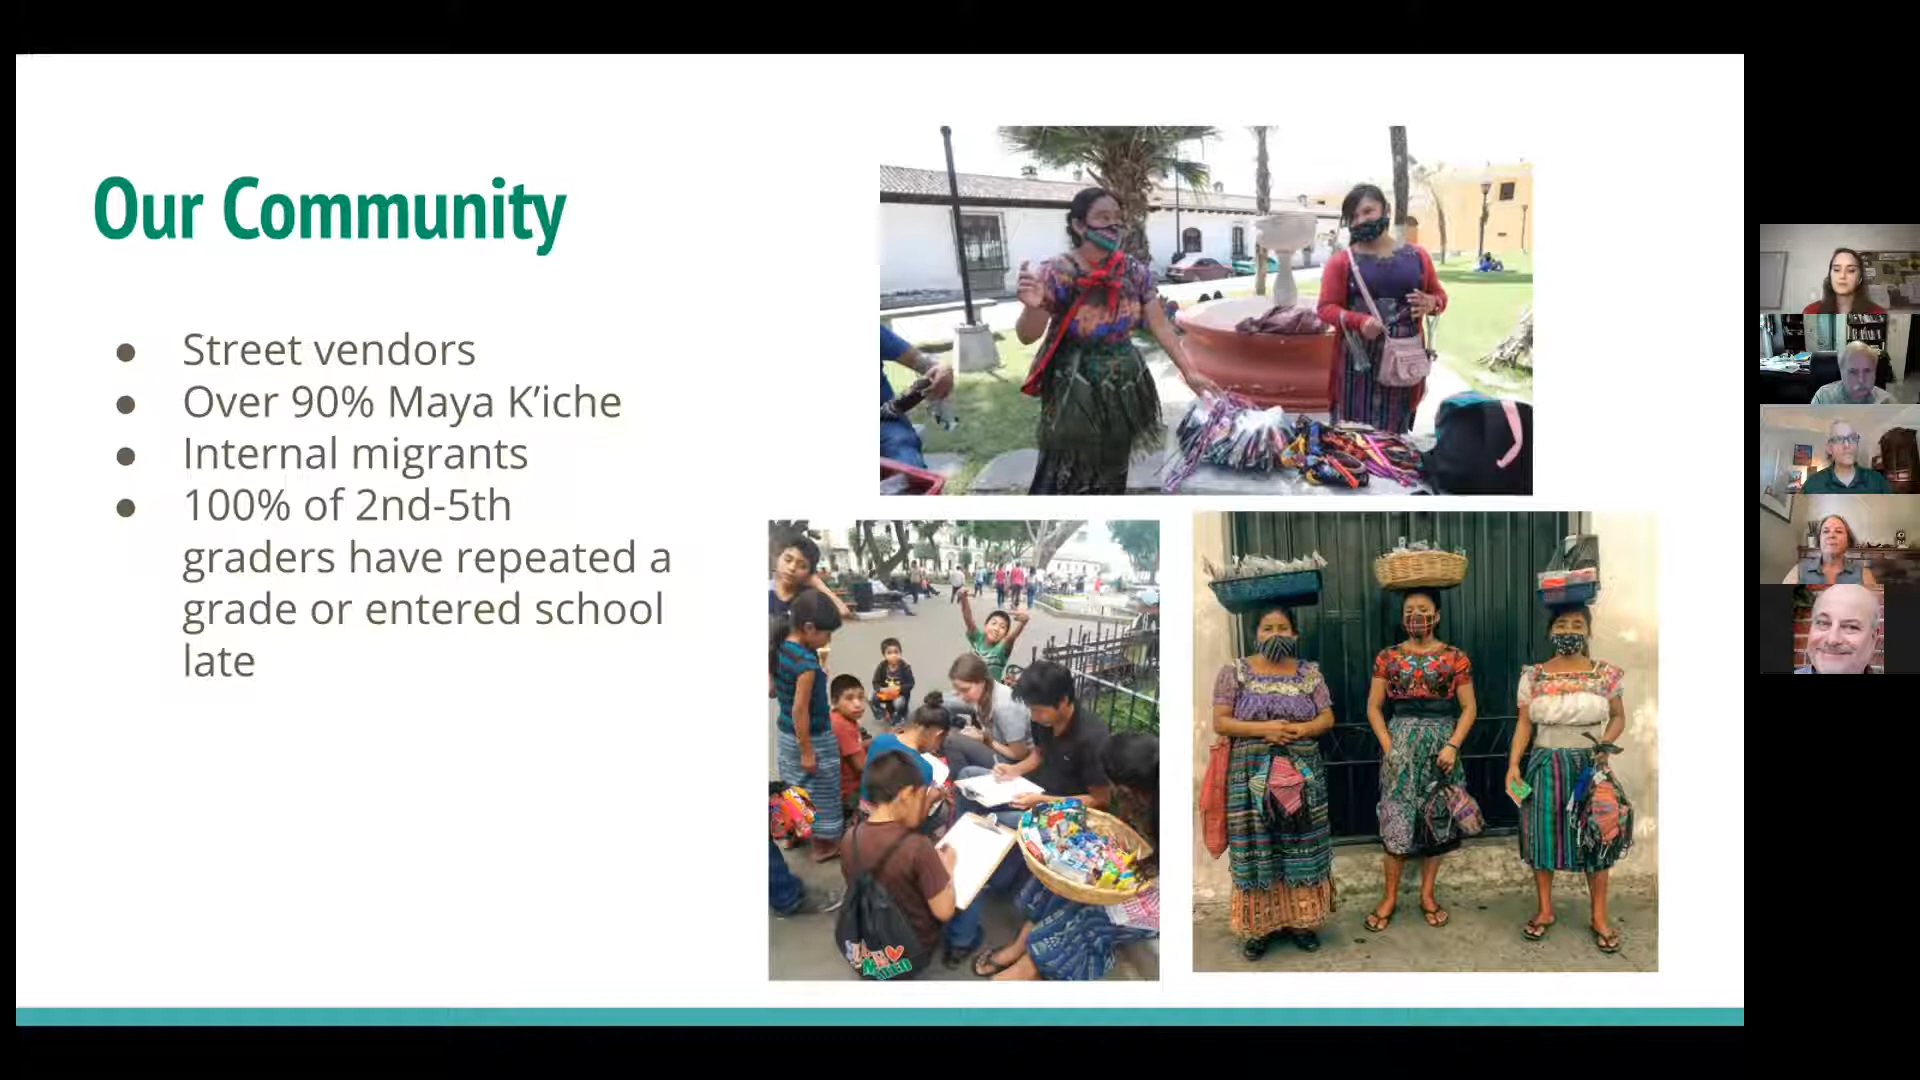 Our Community
● Street vendors
● Over 90% Maya K’iche
● Internal migrants
● 100% of 2nd-5th
graders have repeated a
grade or entered school
late